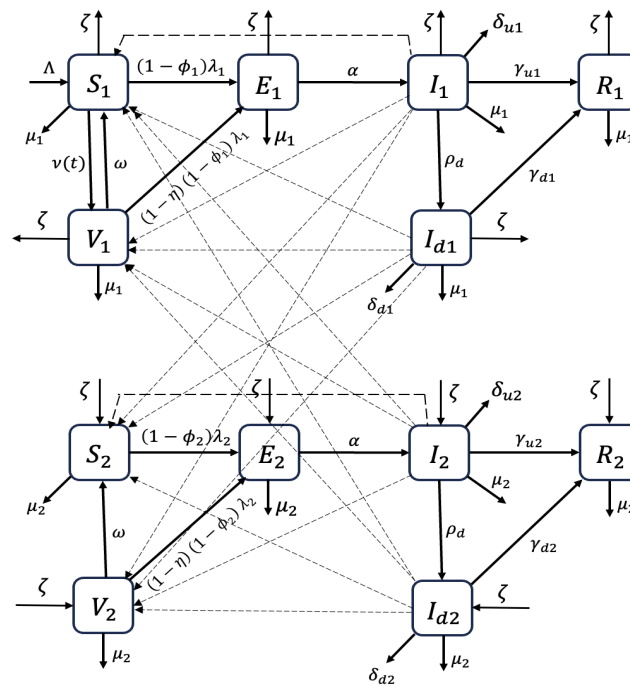 ζ ζ ζ δ_{u1} ζ
Λ S_1 (1-ϕ_1)λ_1 E_1 α I_1 γ_{u1} R_1
μ_1 μ_1 μ_1 μ_1
ν(t) ω (1-η)(1-ϕ_1)λ_1 ρ_d γ_{d1}
ζ V_1 I_{d1} ζ
μ_1 δ_{d1} μ_1
ζ ζ ζ δ_{u2} ζ
S_2 (1-ϕ_2)λ_2 E_2 α I_2 γ_{u2} R_2
μ_2 μ_2 μ_2 μ_2
ω (1-η)(1-ϕ_2)λ_2 ρ_d γ_{d2}
ζ V_2 I_{d2} ζ
μ_2 δ_{d2} μ_2